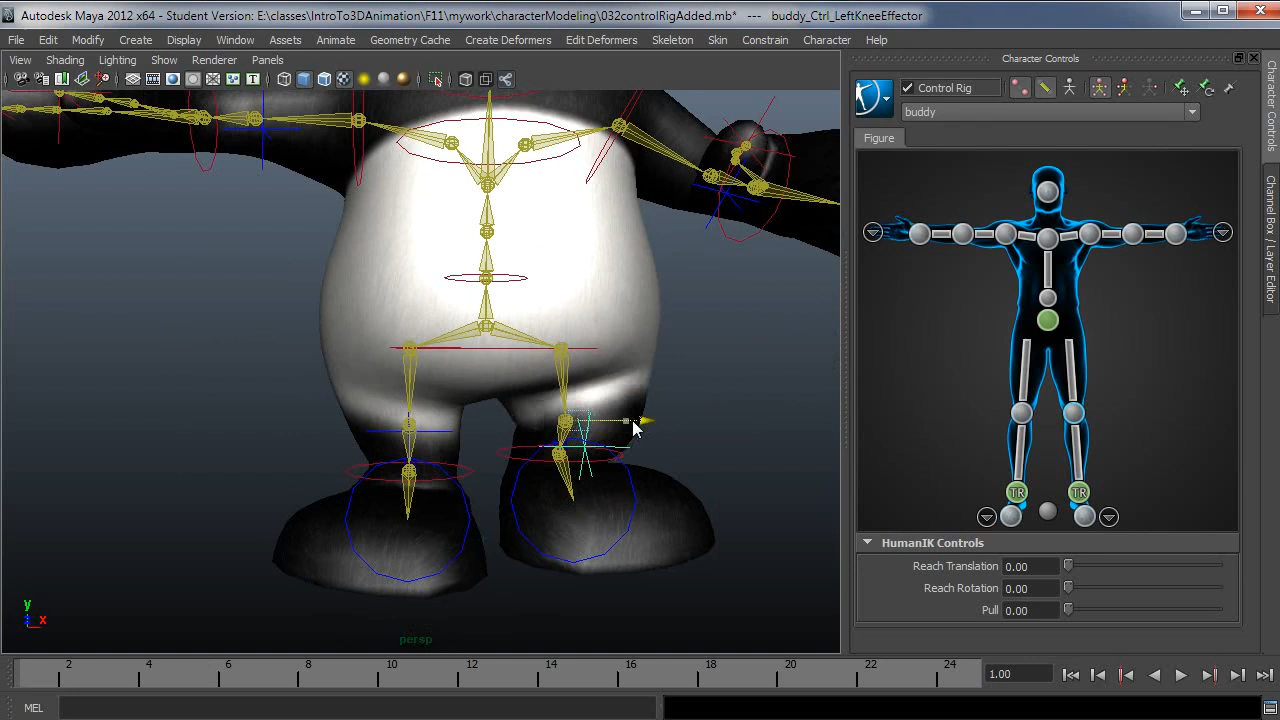 Autodesk Maya 2012 x64 - Student Version: E:\classes\IntroTo3DAnimation\F11\mywork\characterModeling\032controlRigAdded.mb* --- buddy_Ctrl_LeftKneeEffector
File Edit Modify Create Display Window Assets Animate Geometry Cache Create Deformers Edit Deformers Skeleton Skin Constrain Character Help
View Shading Lighting Show Renderer Panels
Character Controls
Control Rig
buddy
Figure
TR TR
HumanIK Controls
Reach Translation 0.00
Reach Rotation 0.00
Pull 0.00
Character Controls
Channel Box / Layer Editor
y
x
persp
2 4 6 8 10 12 14 16 18 20 22 24
1.00
MEL